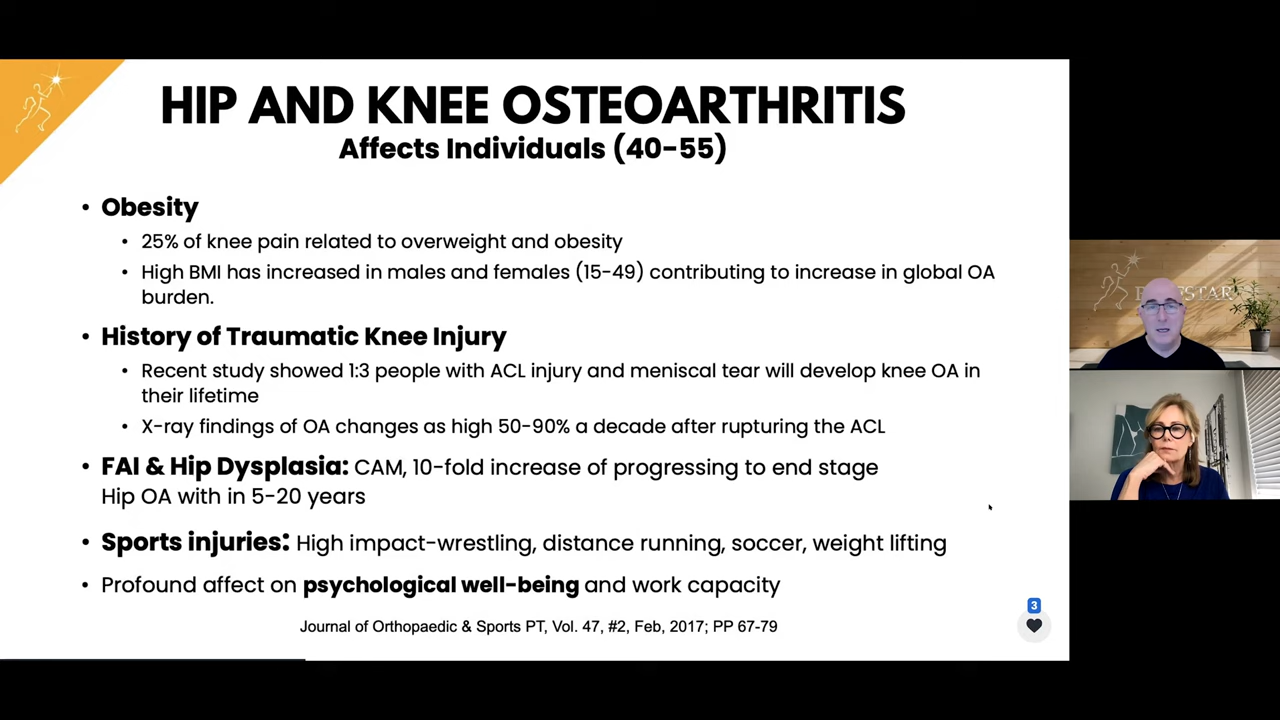 HIP AND KNEE OSTEOARTHRITIS
Affects Individuals (40-55)
• Obesity
• 25% of knee pain related to overweight and obesity
• High BMI has increased in males and females (15-49) contributing to increase in global OA
burden.
• History of Traumatic Knee Injury
• Recent study showed 1:3 people with ACL injury and meniscal tear will develop knee OA in
their lifetime
• X-ray findings of OA changes as high 50-90% a decade after rupturing the ACL
• FAI & Hip Dysplasia: CAM, 10-fold increase of progressing to end stage
Hip OA with in 5-20 years
• Sports injuries: High impact-wrestling, distance running, soccer, weight lifting
• Profound affect on psychological well-being and work capacity
Journal of Orthopaedic & Sports PT, Vol. 47, #2, Feb, 2017; PP 67-79
3